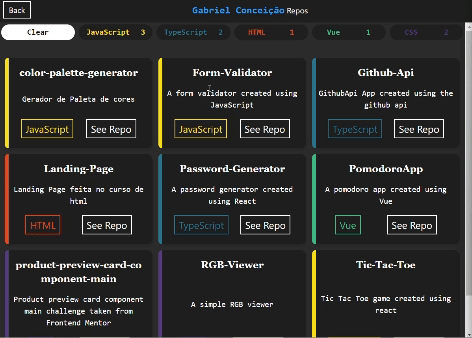 Back
Gabriel Conceição Repos
Clear
JavaScript 3
TypeScript 2
HTML 1
Vue 1
CSS 2
color-palette-generator
Gerador de Paleta de cores
JavaScript
See Repo
Form-Validator
A form validator created using
JavaScript
JavaScript
See Repo
Github-Api
GithubApi App created using the
github api
TypeScript
See Repo
Landing-Page
Landing Page feita no curso de
html
HTML
See Repo
Password-Generator
A password generator created
using React
TypeScript
See Repo
PomodoroApp
A pomodoro app created using
Vue
Vue
See Repo
product-preview-card-co
mponent-main
Product preview card component
main challenge taken from
Frontend Mentor
RGB-Viewer
A simple RGB viewer
Tic-Tac-Toe
Tic Tac Toe game created using
react